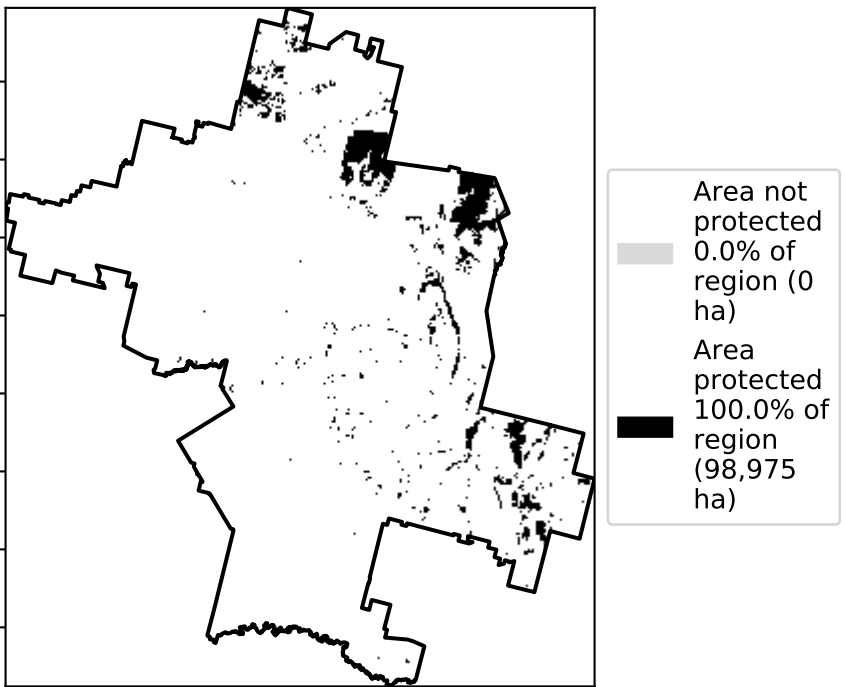 Area not
protected
0.0% of
region (0
ha)
Area
protected
100.0% of
region
(98,975
ha)